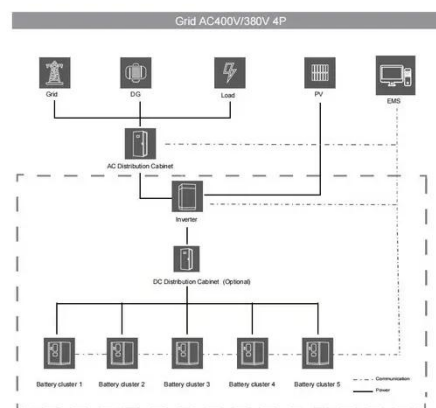 Grid AC400V/380V 4P
Grid
DG
Load
PV
EMS
AC Distribution Cabinet
Inverter
DC Distribution Cabinet (Optional)
Battery cluster 1
Battery cluster 2
Battery cluster 3
Battery cluster 4
Battery cluster 5
Communication
Power